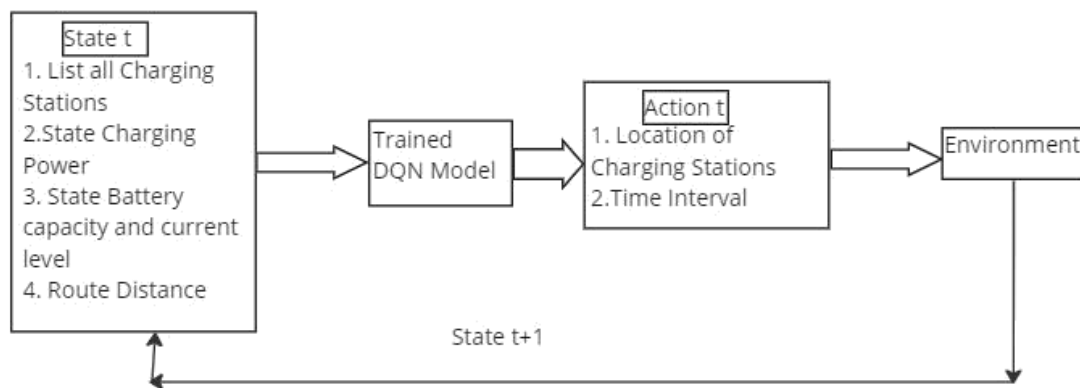 State t
1. List all Charging
Stations
2.State Charging
Power
3. State Battery
capacity and current
level
4. Route Distance
Trained
DQN Model
Action t
1. Location of
Charging Stations
2.Time Interval
Environment
State t+1